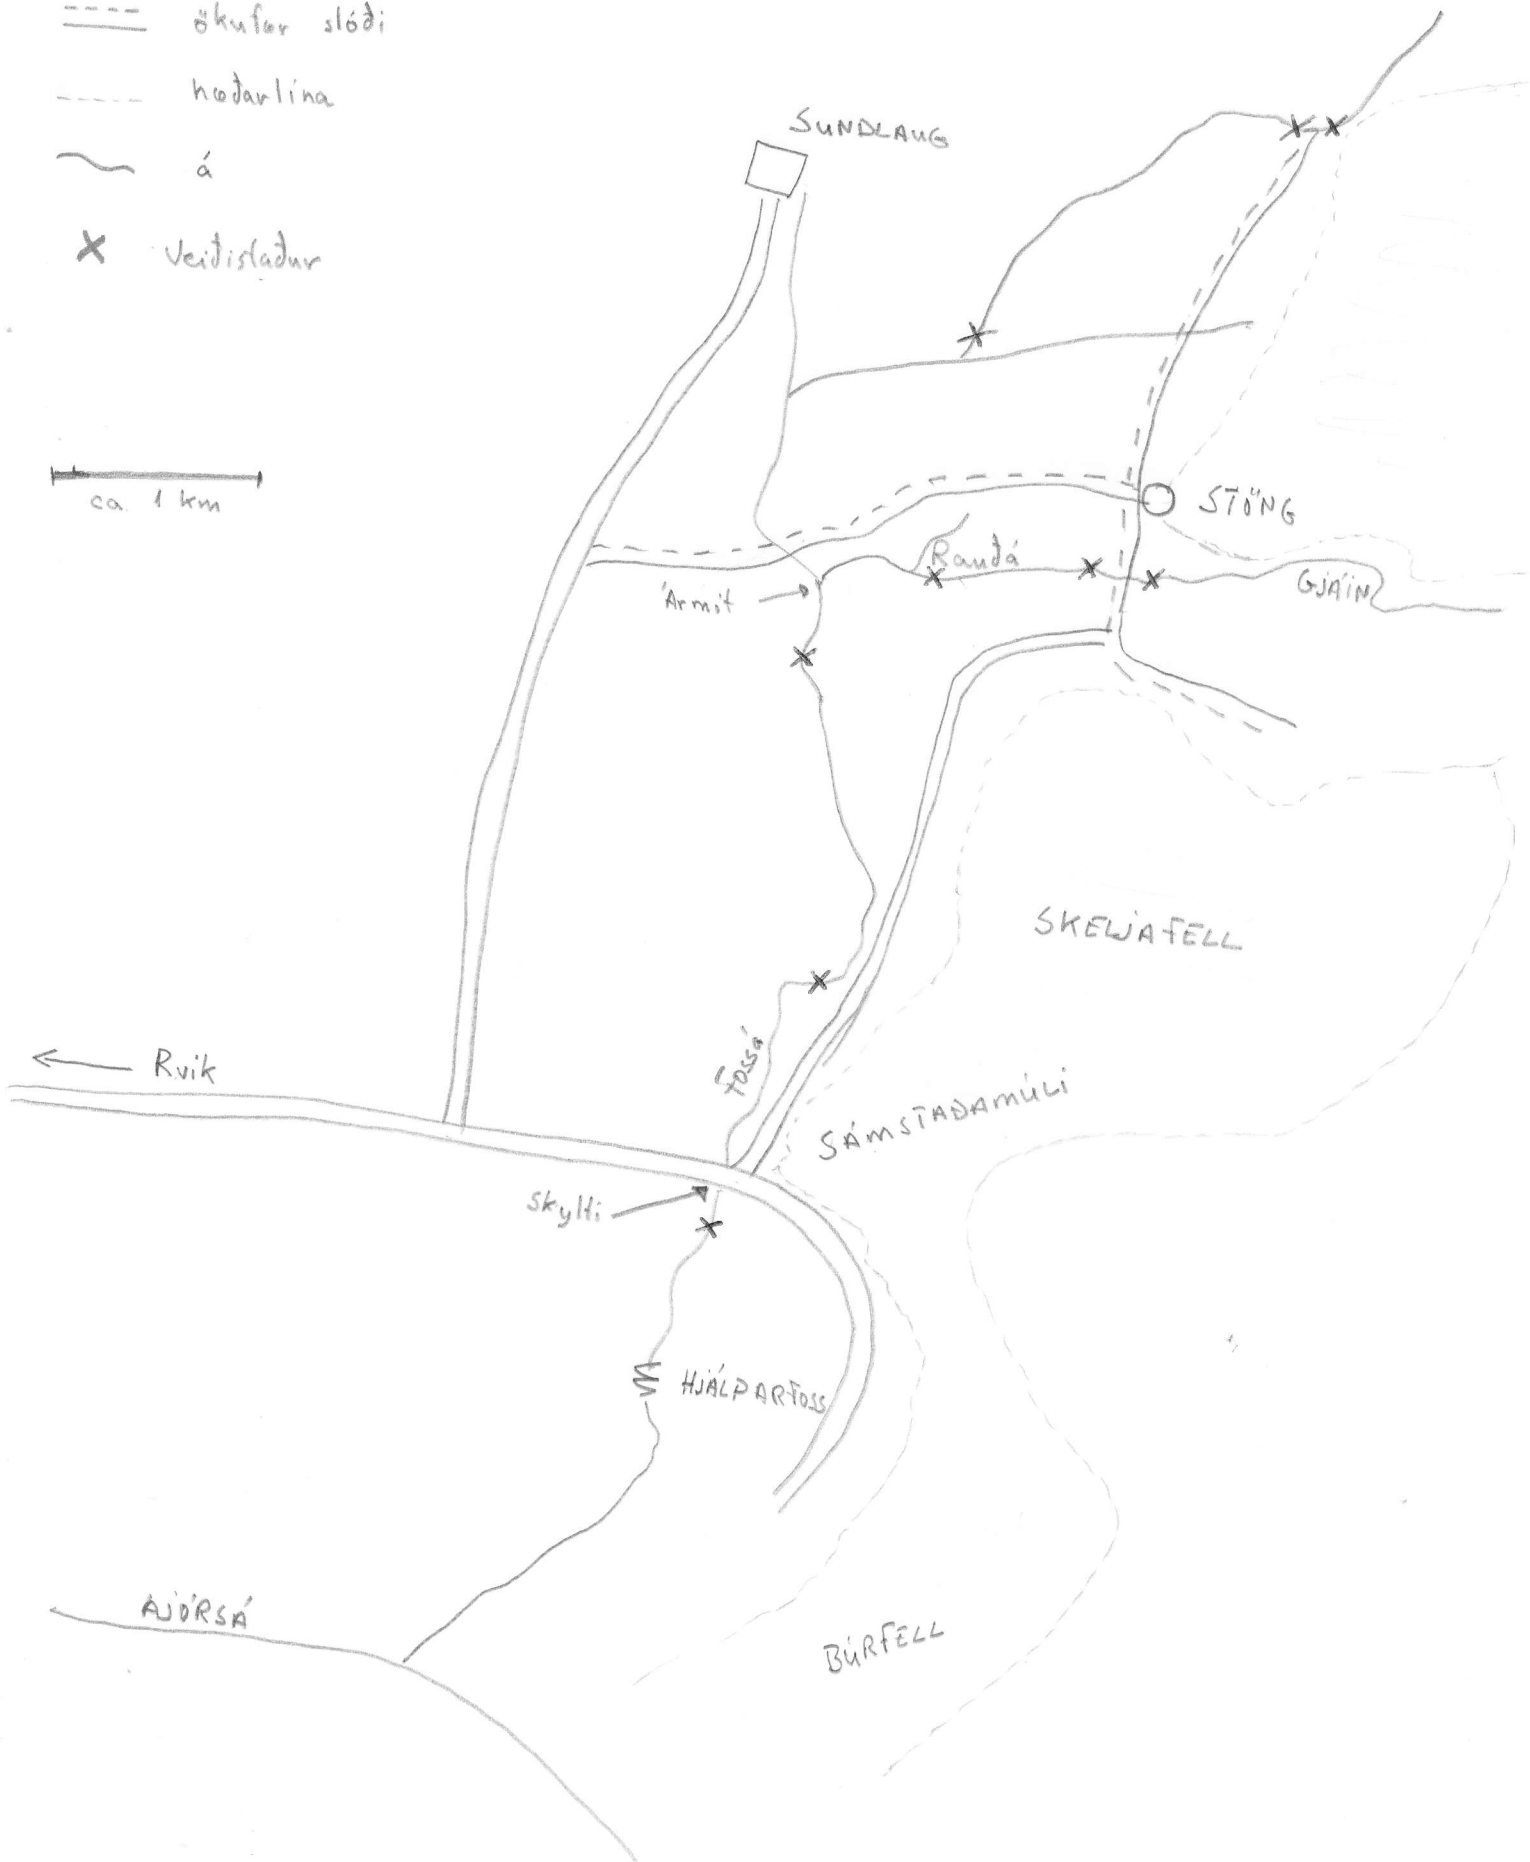 ökufær slóði
hæðarlína
á
Veiðistaður
SUNDLAUG
ca. 1 km
STÖNG
Rauðá
GJÁIN
Ármót
SKELJAFELL
Fossá
Rvik
SÁMSTAÐAMÚLI
Skylti
HJÁLPARFOSS
ÞJÓRSÁ
BÚRFELL